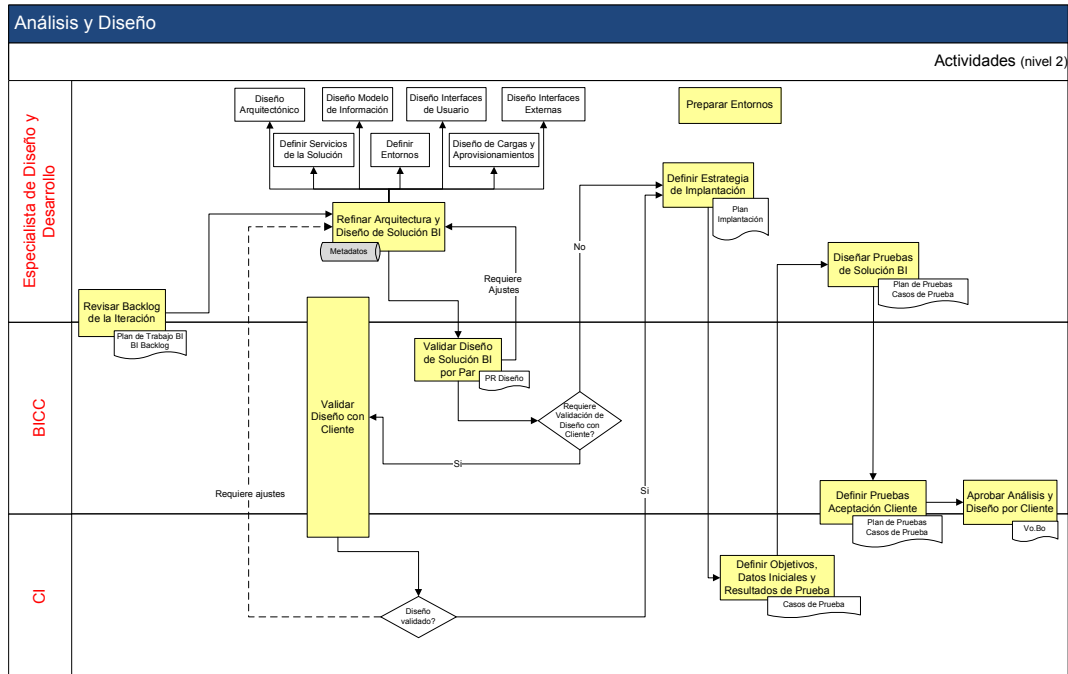 Análisis y Diseño
Actividades (nivel 2)
Especialista de Diseño y
Desarrollo
Diseño
Arquitectónico
Diseño Modelo
de Información
Diseño Interfaces
de Usuario
Diseño Interfaces
Externas
Preparar Entornos
Definir Servicios
de la Solución
Definir
Entornos
Diseño de Cargas y
Aprovisionamientos
Definir Estrategia
de Implantación
Plan
Implantación
Refinar Arquitectura y
Diseño de Solución BI
Metadatos
No
Requiere
Ajustes
Diseñar Pruebas
de Solución BI
Plan de Pruebas
Casos de Prueba
Revisar Backlog
de la Iteración
Plan de Trabajo BI
BI Backlog
BICC
Validar
Diseño con
Cliente
Validar Diseño
de Solución BI
por Par
PR Diseño
Requiere
Validación de
Diseño con
Cliente?
Si
Requiere ajustes
Si
Definir Pruebas
Aceptación Cliente
Plan de Pruebas
Casos de Prueba
Aprobar Análisis y
Diseño por Cliente
Vo.Bo
CI
Definir Objetivos,
Datos Iniciales y
Resultados de Prueba
Casos de Prueba
Diseño
validado?